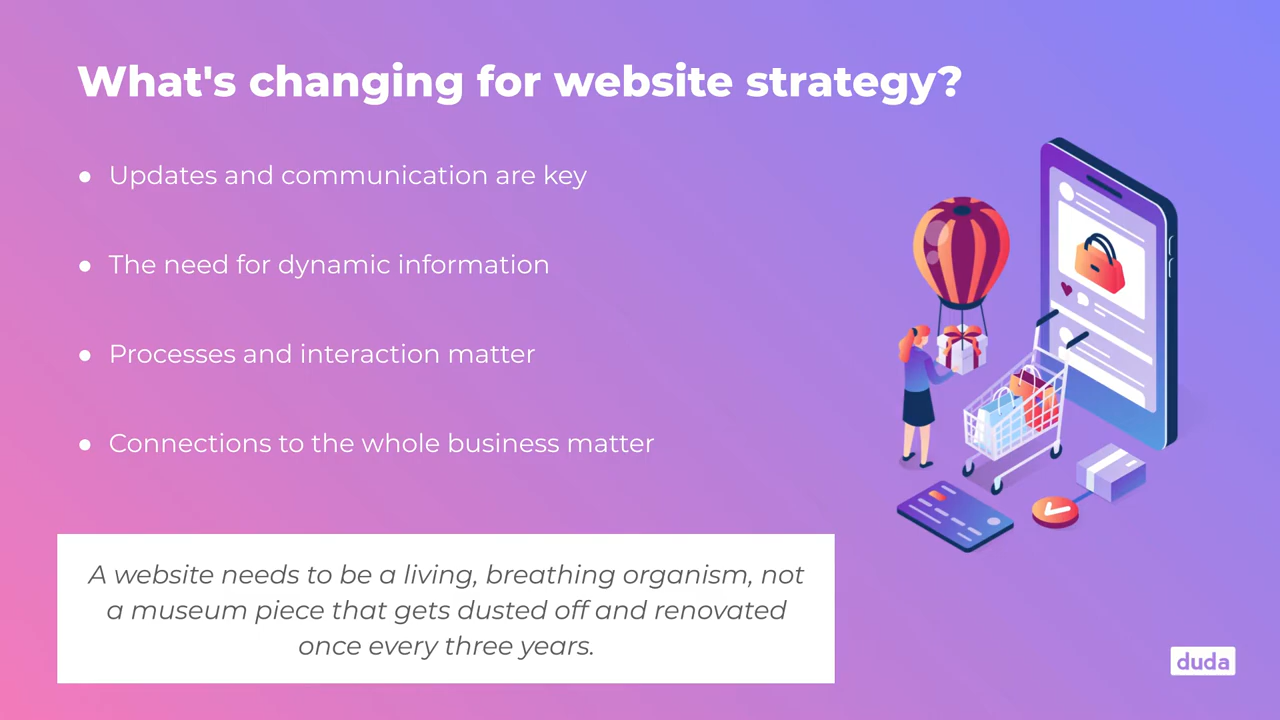 What's changing for website strategy?
● Updates and communication are key
● The need for dynamic information
● Processes and interaction matter
● Connections to the whole business matter
A website needs to be a living, breathing organism, not
a museum piece that gets dusted off and renovated
once every three years.
duda